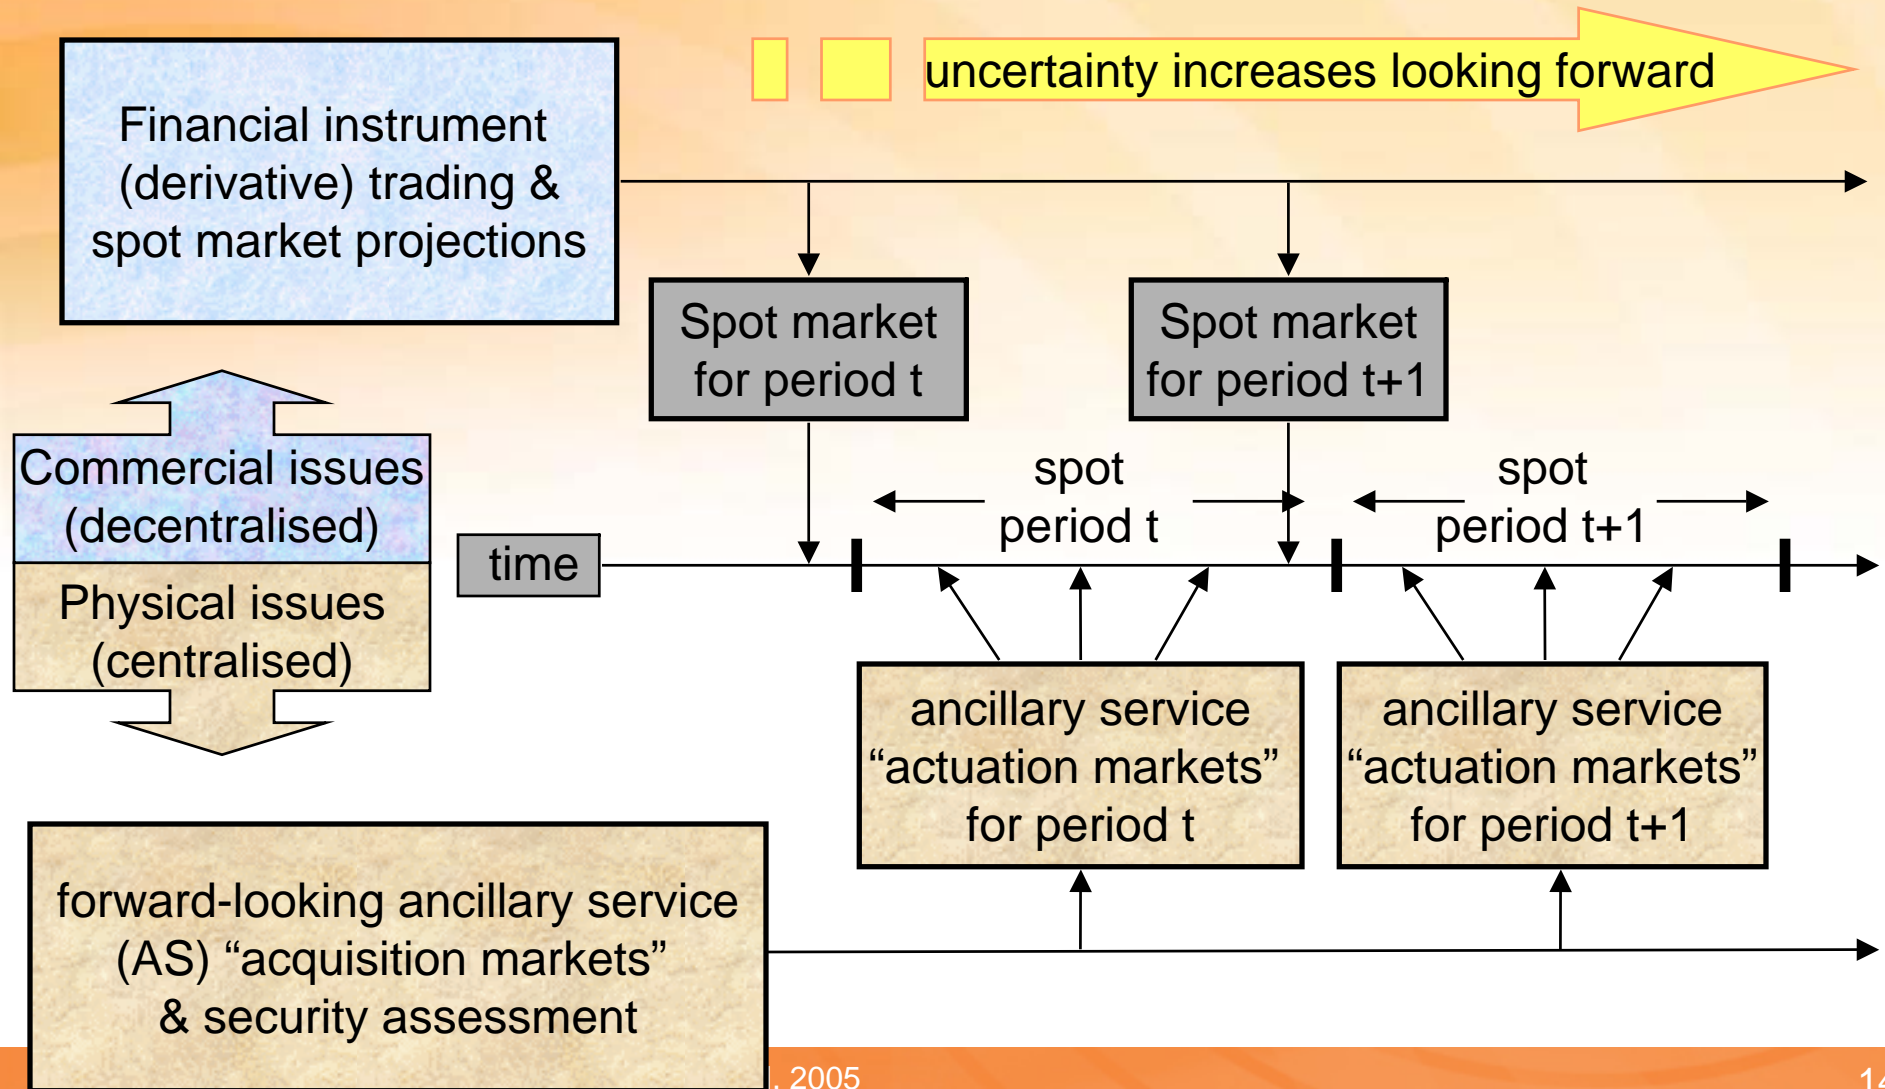 uncertainty increases looking forward
Financial instrument
(derivative) trading &
spot market projections
Spot market
for period t
Spot market
for period t+1
Commercial issues
(decentralised)
Physical issues
(centralised)
time
spot
period t
spot
period t+1
ancillary service
“actuation markets”
for period t
ancillary service
“actuation markets”
for period t+1
forward-looking ancillary service
(AS) “acquisition markets”
& security assessment
, 2005
14